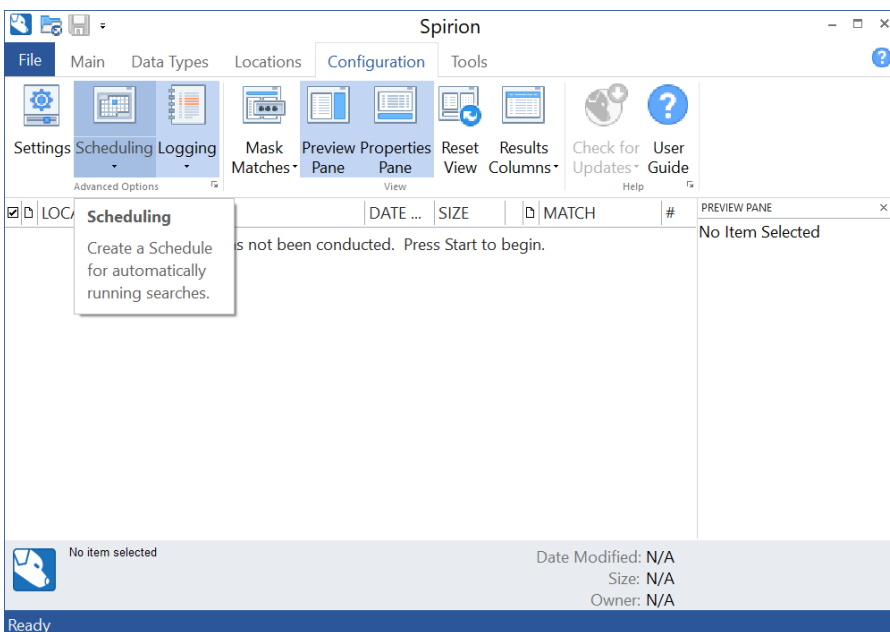 Spirion
File Main Data Types Locations Configuration Tools
Settings Scheduling Logging Mask Matches Preview Pane Properties Pane Reset View Results Columns Check for Updates User Guide
Advanced Options View Help
LOCA DATE ... SIZE MATCH # PREVIEW PANE
Scheduling
Create a Schedule
for automatically
running searches.
s not been conducted. Press Start to begin.
No Item Selected
No item selected
Date Modified: N/A
Size: N/A
Owner: N/A
Ready